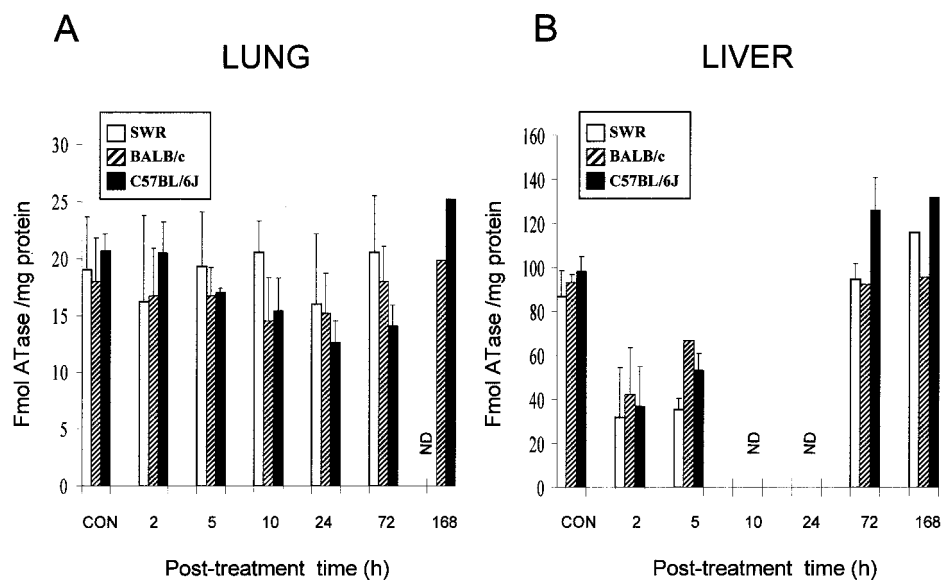 A
LUNG
SWR
BALB/c
C57BL/6J
30
25
20
15
10
5
0
Fmol ATase /mg protein
ND
CON 2 5 10 24 72 168
Post-treatment time (h)
B
LIVER
SWR
BALB/c
C57BL/6J
160
140
120
100
80
60
40
20
0
Fmol ATase /mg protein
ND ND
CON 2 5 10 24 72 168
Post-treatment time (h)